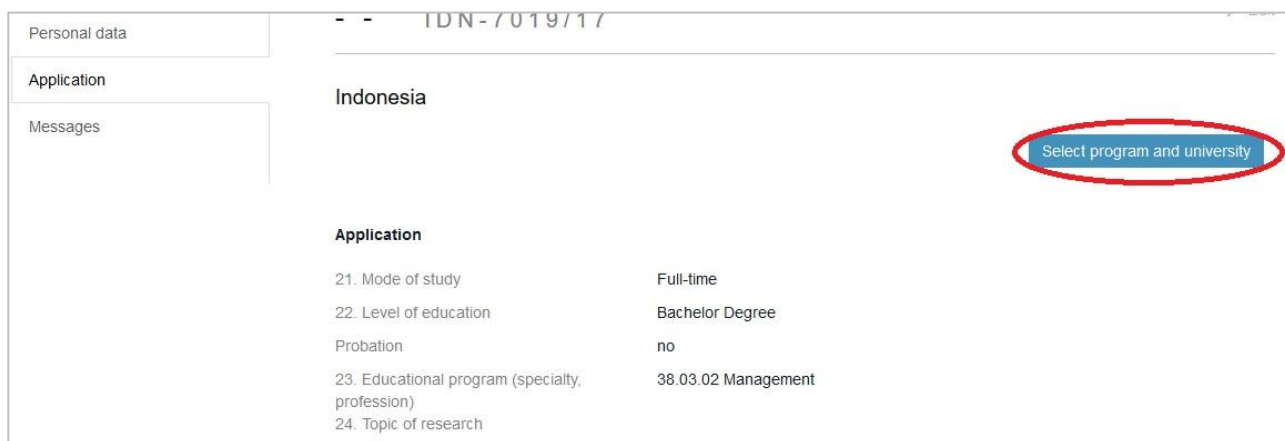 Personal data
Application
Messages
- - IDN-7019/17
Indonesia
Select program and university
Application
21. Mode of study Full-time
22. Level of education Bachelor Degree
Probation no
23. Educational program (specialty, 38.03.02 Management
profession)
24. Topic of research